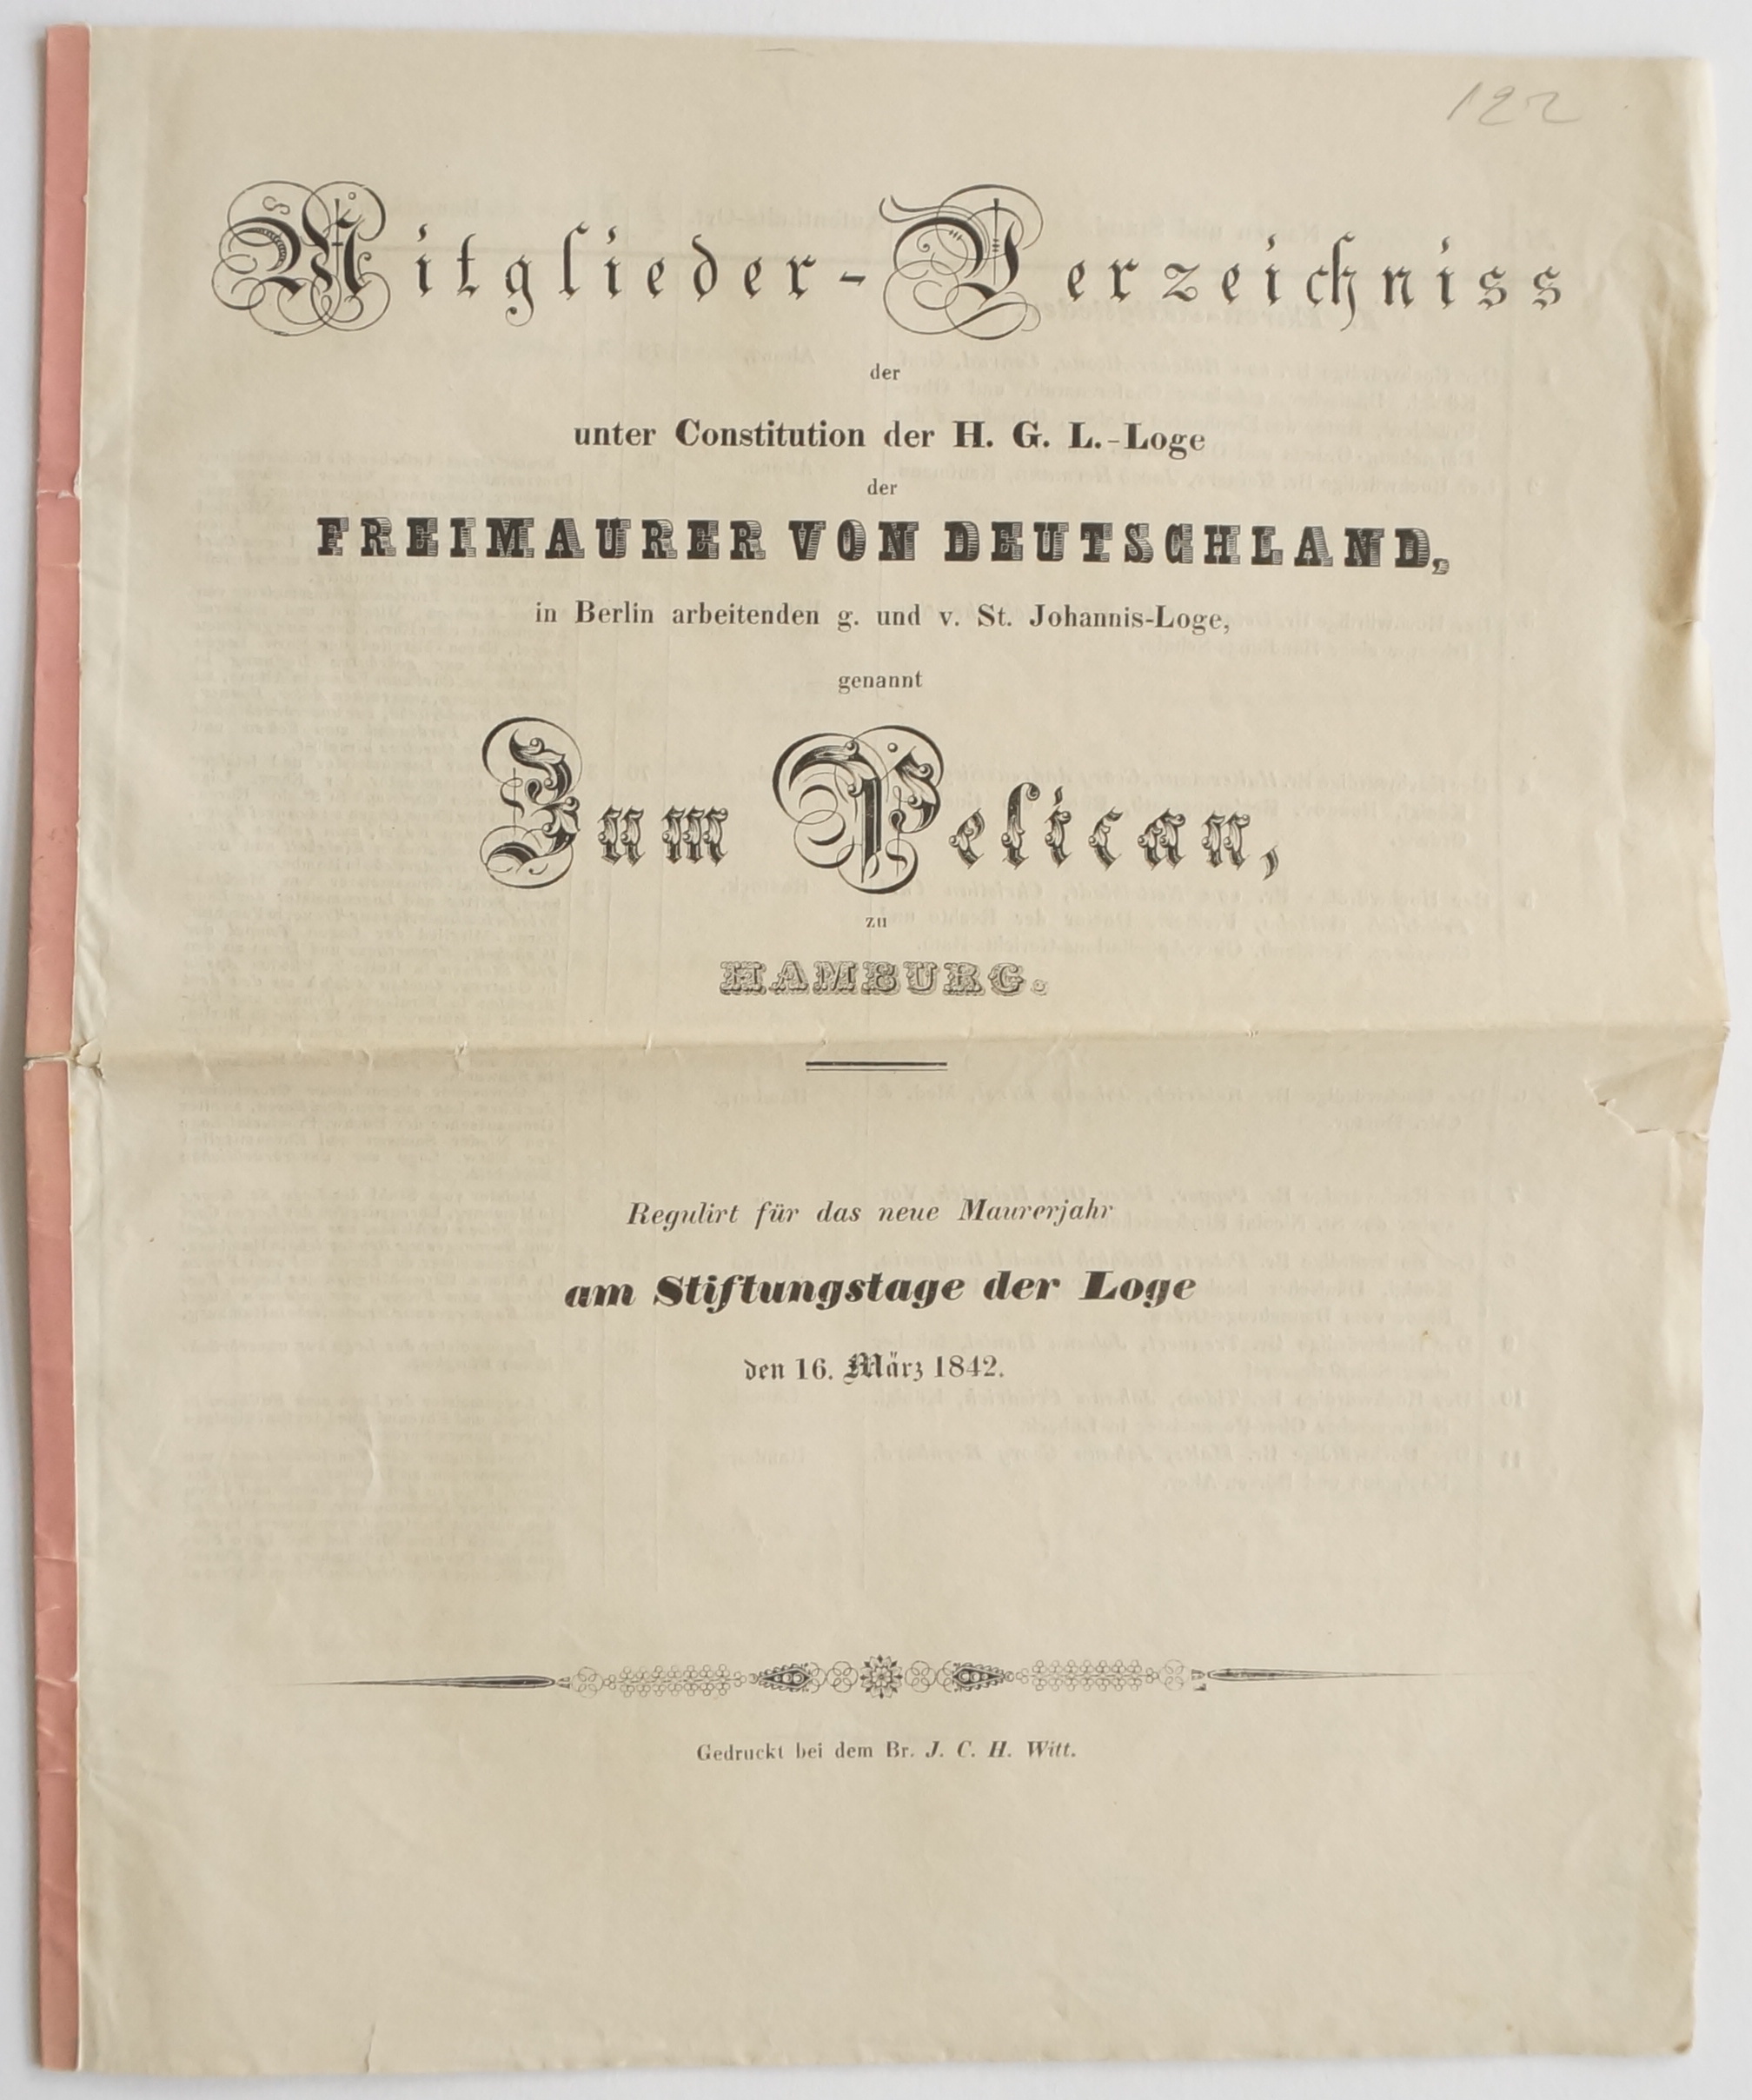 122
Mitglieder-Verzeichniss
der
unter Constitution der H. G. L.-Loge
der
FREIMAURER VON DEUTSCHLAND,
in Berlin arbeitenden g. und v. St. Johannis-Loge,
genannt
Zum Pelican,
zu
HAMBURG.
Regulirt für das neue Maurerjahr
am Stiftungstage der Loge
den 16. März 1842.
Gedruckt bei dem Br. J. C. H. Witt.